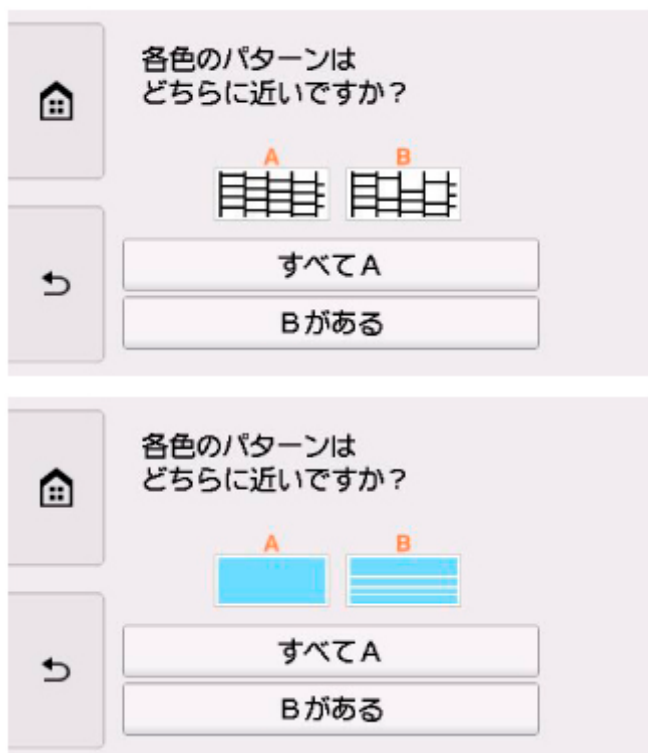 各色のパターンは
どちらに近いですか？
A B
すべてA
Bがある
各色のパターンは
どちらに近いですか？
A B
すべてA
Bがある